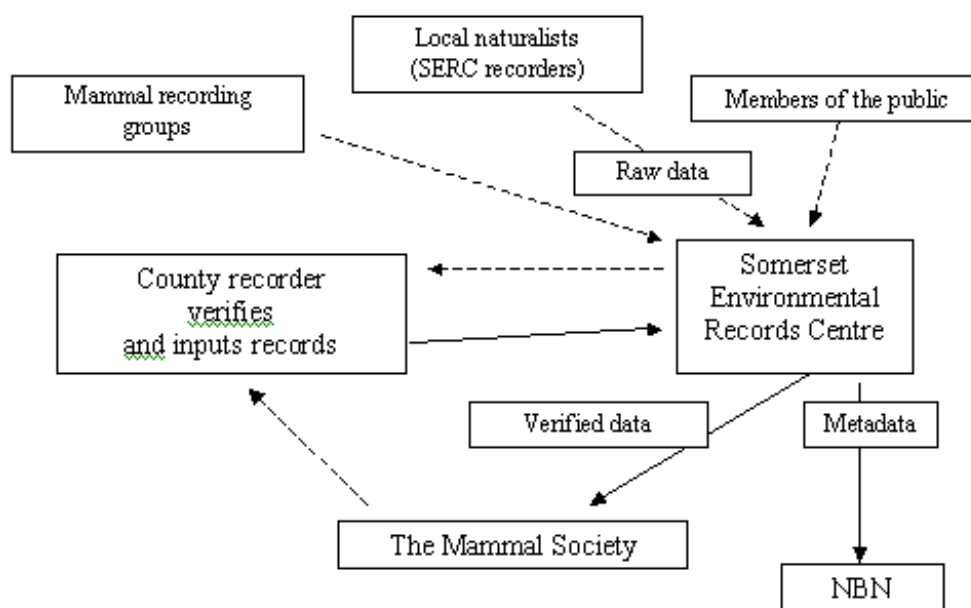 Local naturalists
(SERC recorders)
Mammal recording
groups
Members of the public
Raw data
County recorder
verifies
and inputs records
Somerset
Environmental
Records Centre
Verified data
Metadata
The Mammal Society
NBN